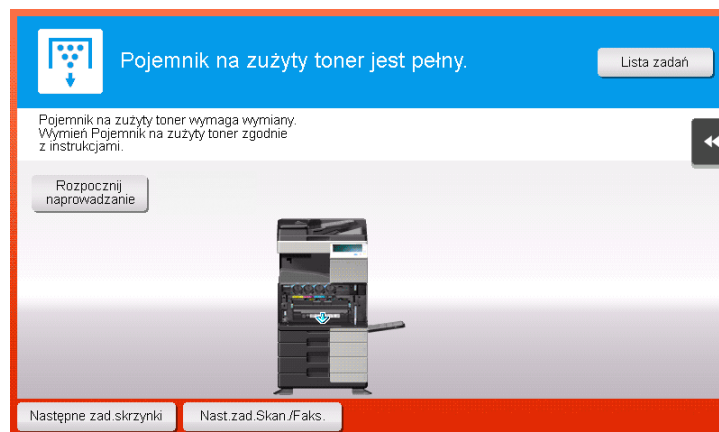 Pojemnik na zużyty toner jest pełny.
Lista zadań
Pojemnik na zużyty toner wymaga wymiany.
Wymień Pojemnik na zużyty toner zgodnie
z instrukcjami.
Rozpocznij
naprowadzanie
Następne zad.skrzynki
Nast.zad.Skan./Faks.